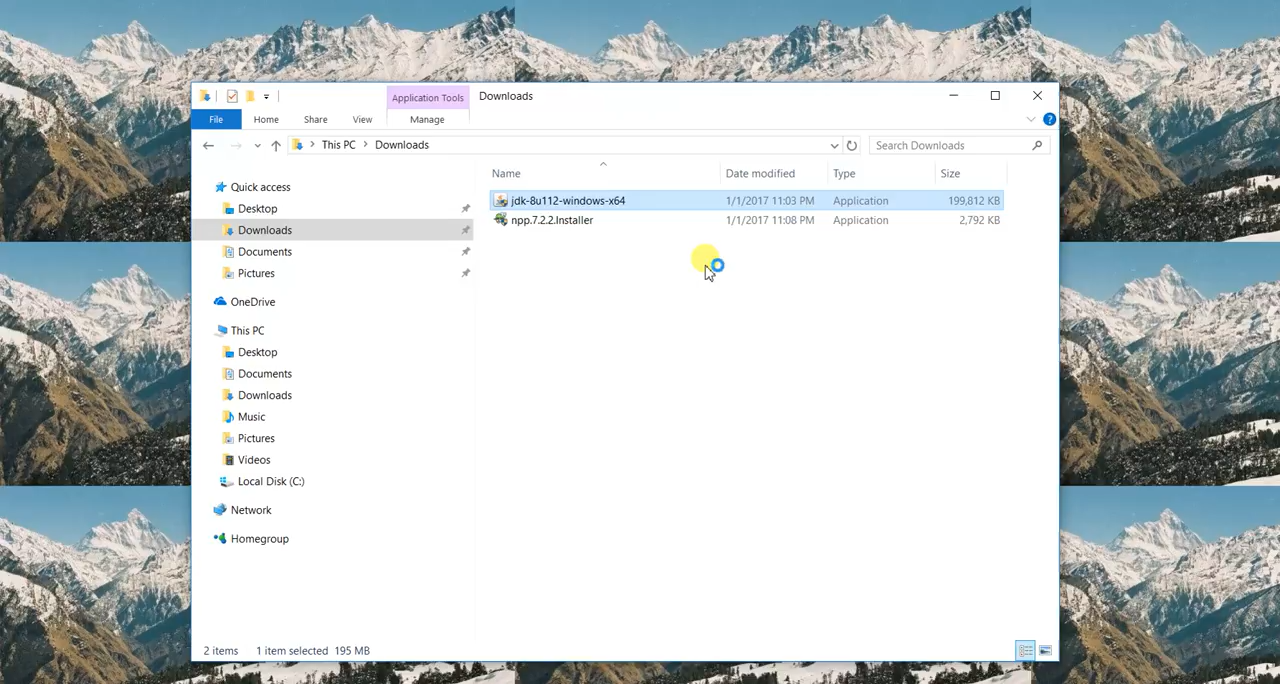 Application Tools Downloads
File Home Share View Manage
This PC Downloads Search Downloads
Name Date modified Type Size
Quick access
Desktop
Downloads
Documents
Pictures
OneDrive
This PC
Desktop
Documents
Downloads
Music
Pictures
Videos
Local Disk (C:)
Network
Homegroup
jdk-8u112-windows-x64 1/1/2017 11:03 PM Application 199,812 KB
npp.7.2.2.Installer 1/1/2017 11:08 PM Application 2,792 KB
2 items 1 item selected 195 MB